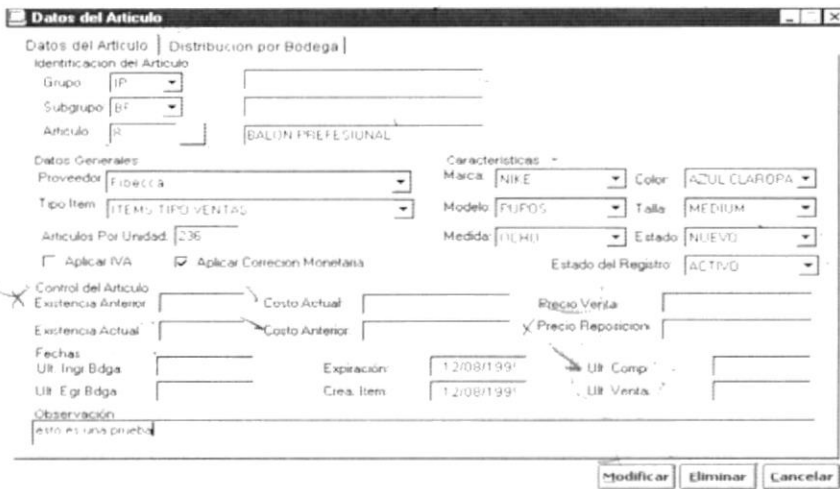 Datos del Articulo
Datos del Articulo Distribucion por Bodega
Identificacion del Articulo
Grupo IP
Subgrupo BF
Articulo R BALON PREFESIONAL
Datos Generales Caracteristicas
Proveedor Fibecca Marca: NIKE Color: AZUL CLAROPA
Tipo Item ITEMS TIPO VENTAS Modelo: PUPOS Talla: MEDIUM
Articulos Por Unidad: 236 Medida: OCHO Estado NUEVO
Aplicar IVA Aplicar Correcion Monetaria Estado del Registro: ACTIVO
Control del Articulo
Existencia Anterior Costo Actual Precio Venta
Existencia Actual Costo Anterior Precio Reposicion
Fechas
Ult. Ingr Bdga Expiración: 12/08/199 Ult Comp.
Ult Egr Bdga Crea. Item 12/08/199 Ult Venta.
Observación
esto es una prueba
Modificar Eliminar Cancelar